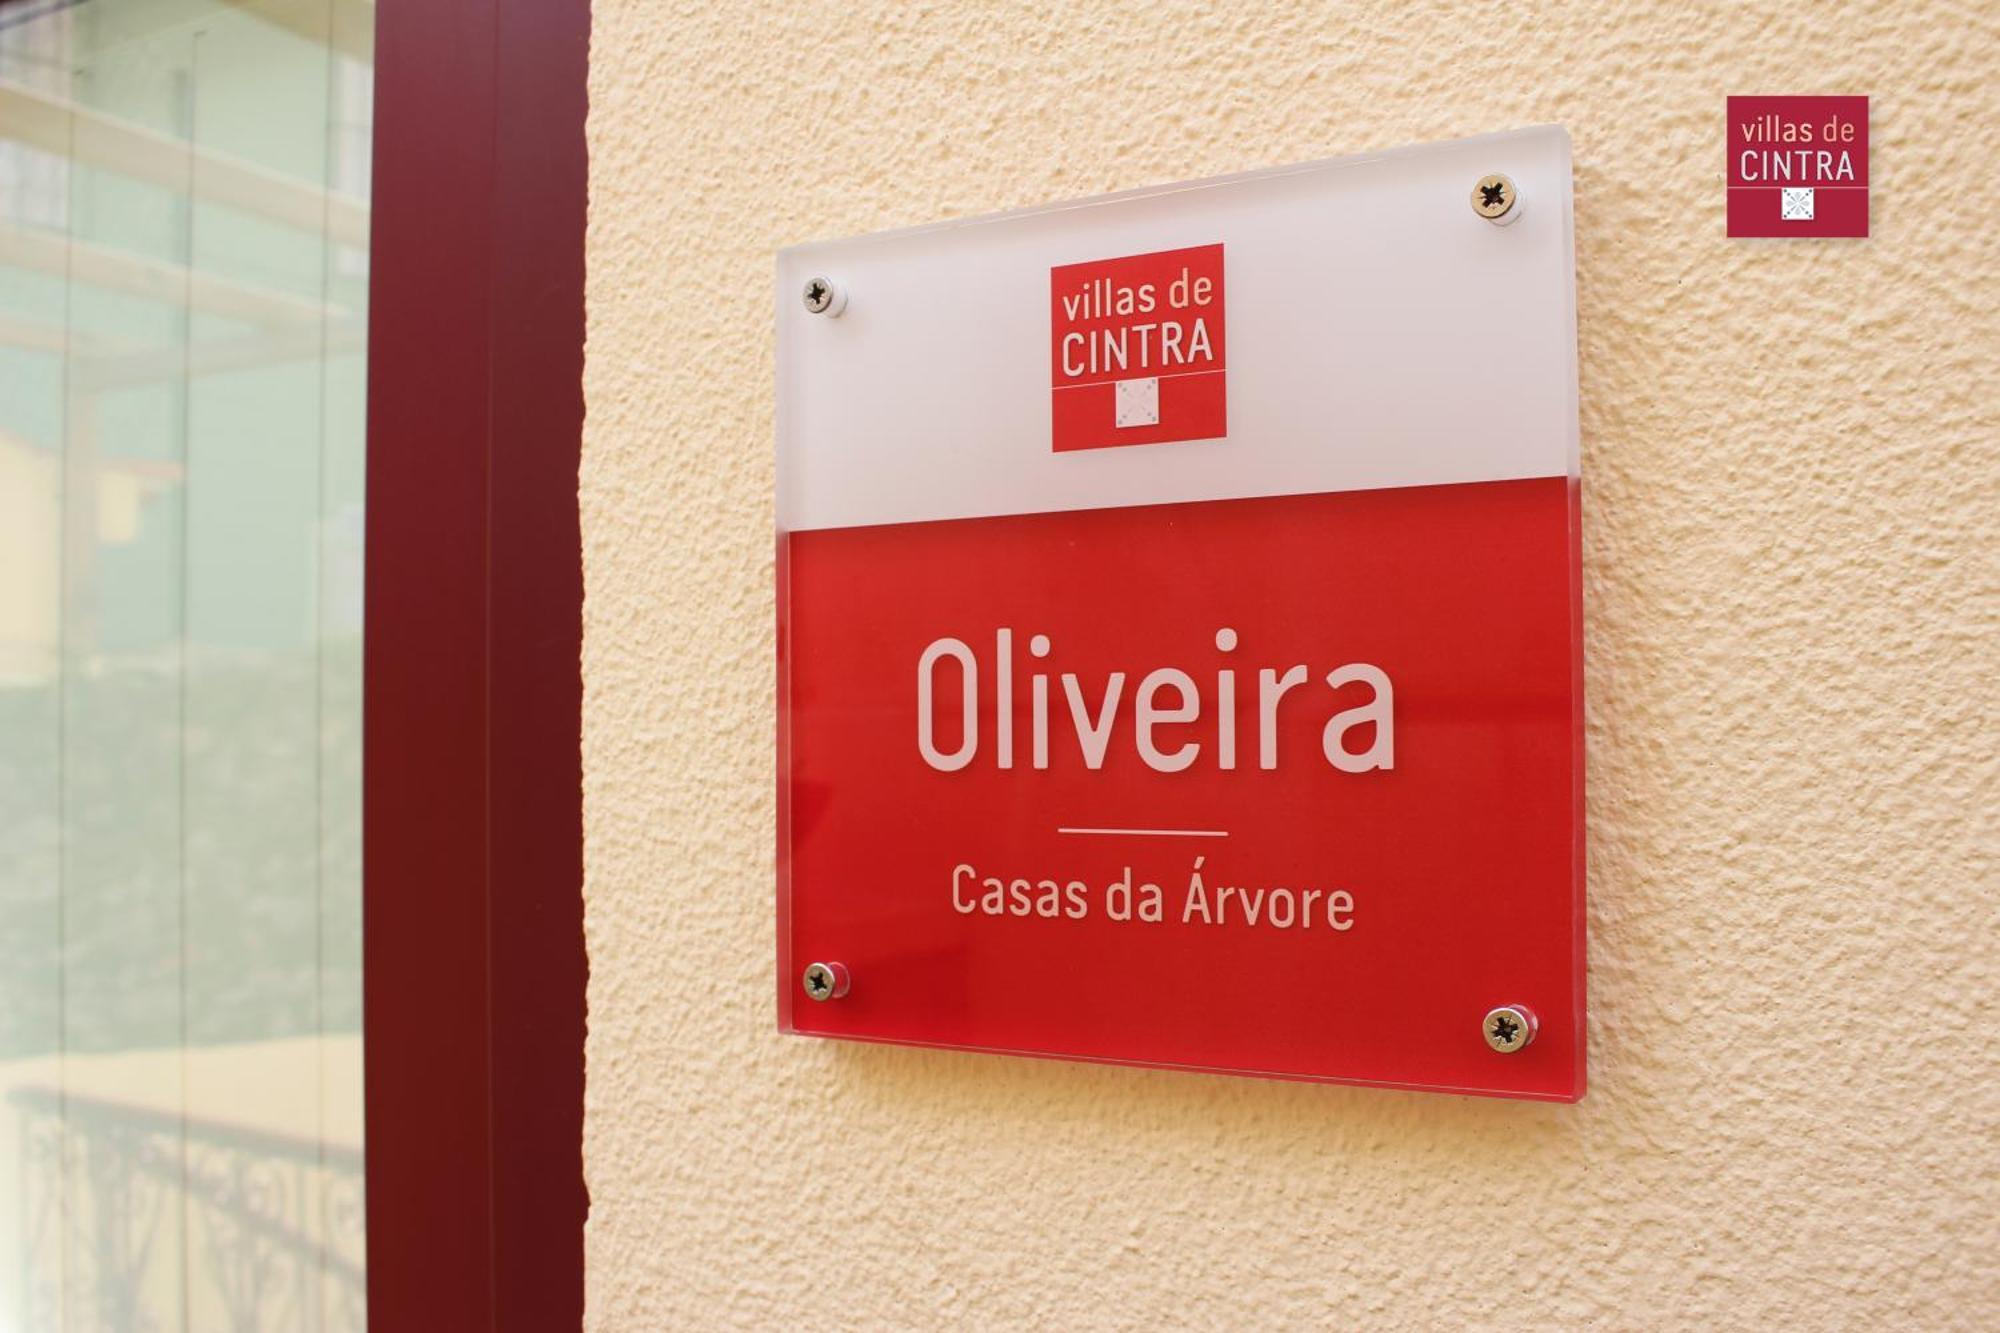 villas de
CINTRA
villas de
CINTRA
Oliveira
Casas da Árvore